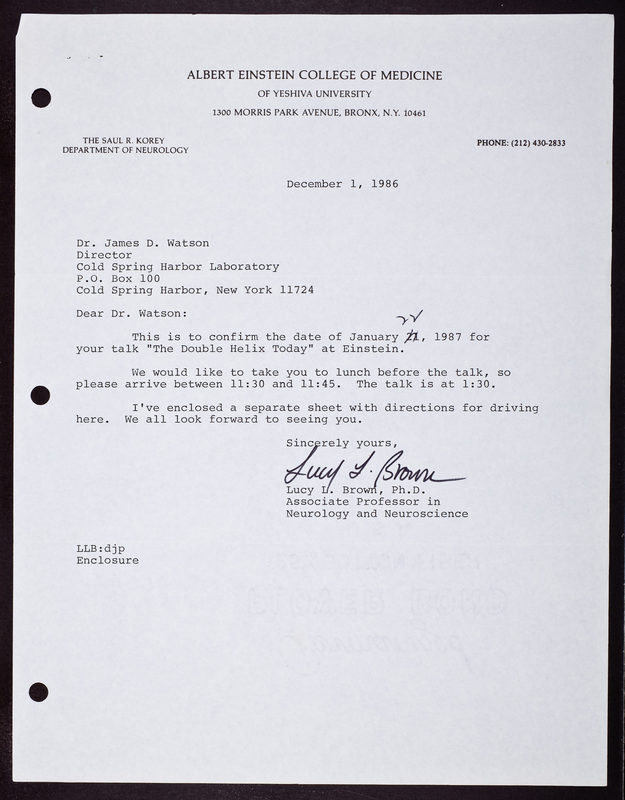 ALBERT EINSTEIN COLLEGE OF MEDICINE
OF YESHIVA UNIVERSITY
1300 MORRIS PARK AVENUE, BRONX, N.Y. 10461
THE SAUL R. KOREY
DEPARTMENT OF NEUROLOGY
PHONE: (212) 430-2833
December 1, 1986
Dr. James D. Watson
Director
Cold Spring Harbor Laboratory
P.O. Box 100
Cold Spring Harbor, New York 11724
Dear Dr. Watson:
22
This is to confirm the date of January 21, 1987 for
your talk "The Double Helix Today" at Einstein.
We would like to take you to lunch before the talk, so
please arrive between 11:30 and 11:45. The talk is at 1:30.
I've enclosed a separate sheet with directions for driving
here. We all look forward to seeing you.
Sincerely yours,
Lucy L. Brown
Lucy L. Brown, Ph.D.
Associate Professor in
Neurology and Neuroscience
LLB:djp
Enclosure